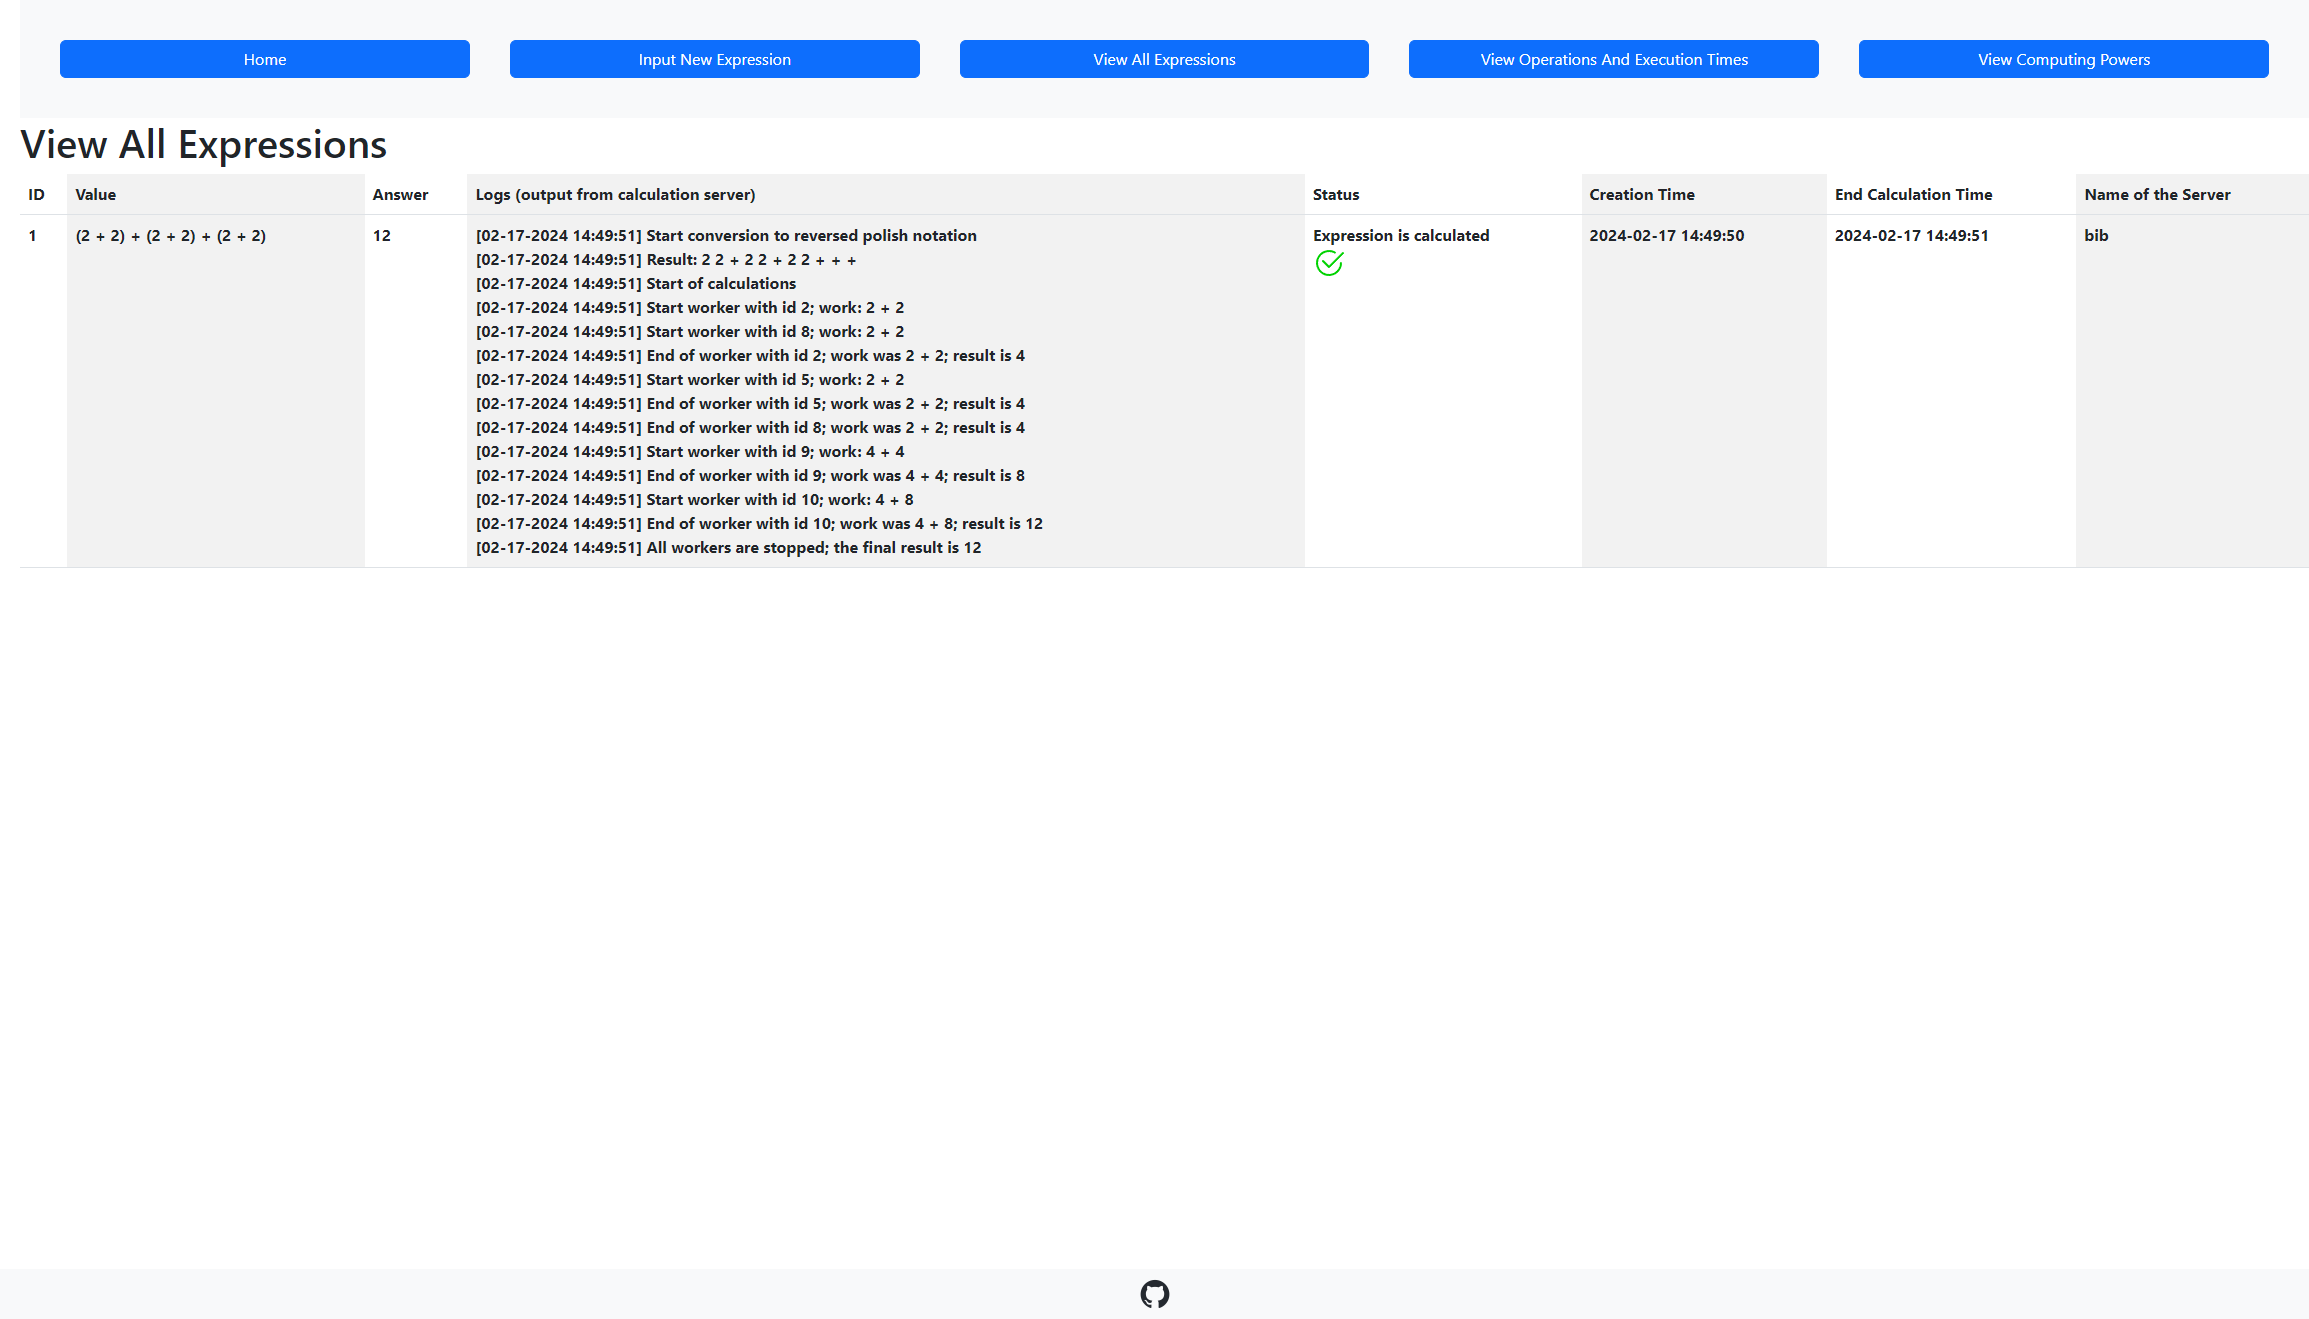 Home Input New Expression View All Expressions View Operations And Execution Times View Computing Powers
View All Expressions
ID Value Answer Logs (output from calculation server) Status Creation Time End Calculation Time Name of the Server
1 (2 + 2) + (2 + 2) + (2 + 2) 12 [02-17-2024 14:49:51] Start conversion to reversed polish notation Expression is calculated 2024-02-17 14:49:50 2024-02-17 14:49:51 bib
[02-17-2024 14:49:51] Result: 2 2 + 2 2 + 2 2 + + +
[02-17-2024 14:49:51] Start of calculations
[02-17-2024 14:49:51] Start worker with id 2; work: 2 + 2
[02-17-2024 14:49:51] Start worker with id 8; work: 2 + 2
[02-17-2024 14:49:51] End of worker with id 2; work was 2 + 2; result is 4
[02-17-2024 14:49:51] Start worker with id 5; work: 2 + 2
[02-17-2024 14:49:51] End of worker with id 5; work was 2 + 2; result is 4
[02-17-2024 14:49:51] End of worker with id 8; work was 2 + 2; result is 4
[02-17-2024 14:49:51] Start worker with id 9; work: 4 + 4
[02-17-2024 14:49:51] End of worker with id 9; work was 4 + 4; result is 8
[02-17-2024 14:49:51] Start worker with id 10; work: 4 + 8
[02-17-2024 14:49:51] End of worker with id 10; work was 4 + 8; result is 12
[02-17-2024 14:49:51] All workers are stopped; the final result is 12